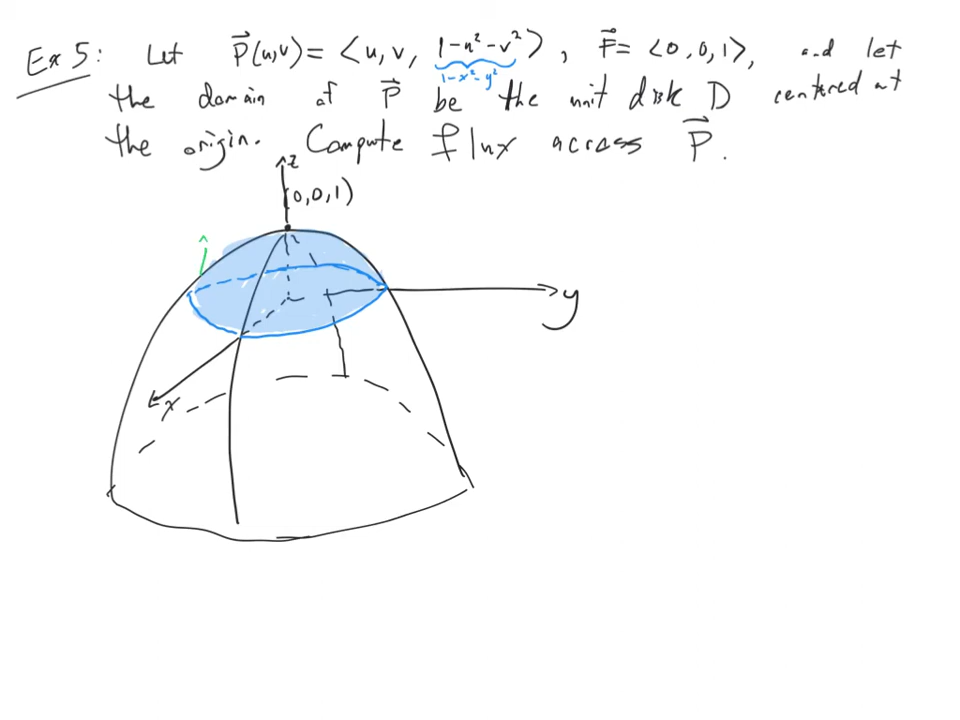 Ex 5: Let P⃗(u,v) = ⟨u, v, 1-u²-v²⟩, F⃗ = ⟨0,0,1⟩, and let
1-x²-y²
the domain of P⃗ be the unit disk D centered at
the origin. Compute flux across P⃗.
z
(0,0,1)
y
x